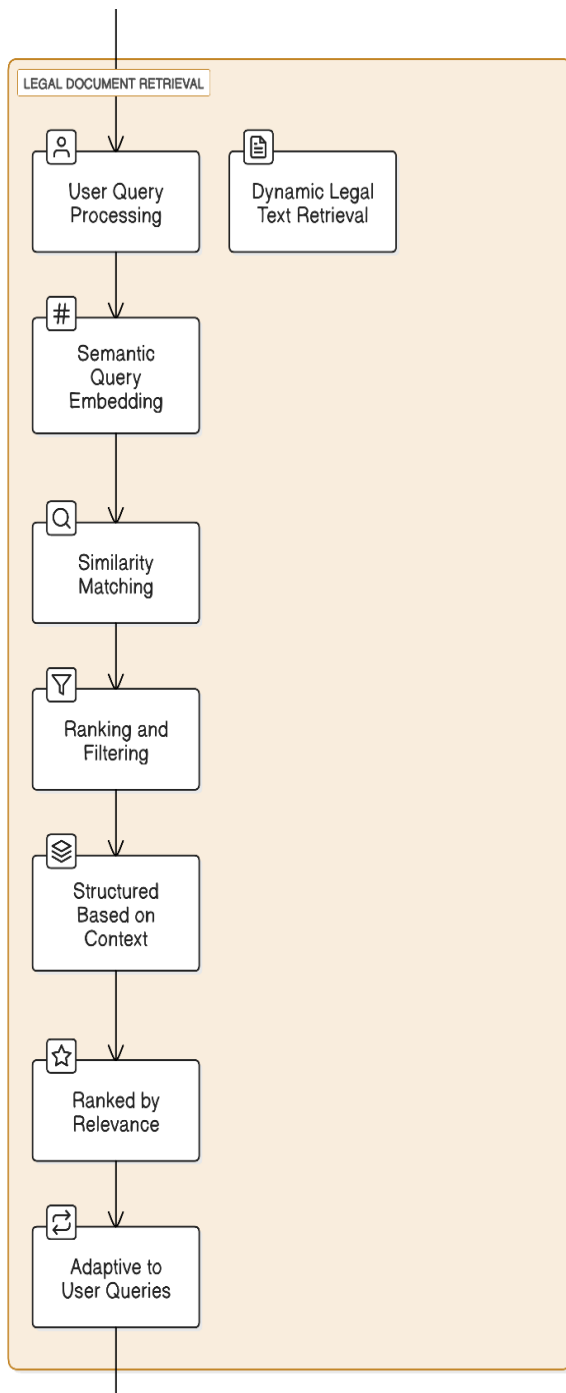 LEGAL DOCUMENT RETRIEVAL
User Query
Processing
Dynamic Legal
Text Retrieval
Semantic
Query
Embedding
Similarity
Matching
Ranking and
Filtering
Structured
Based on
Context
Ranked by
Relevance
Adaptive to
User Queries